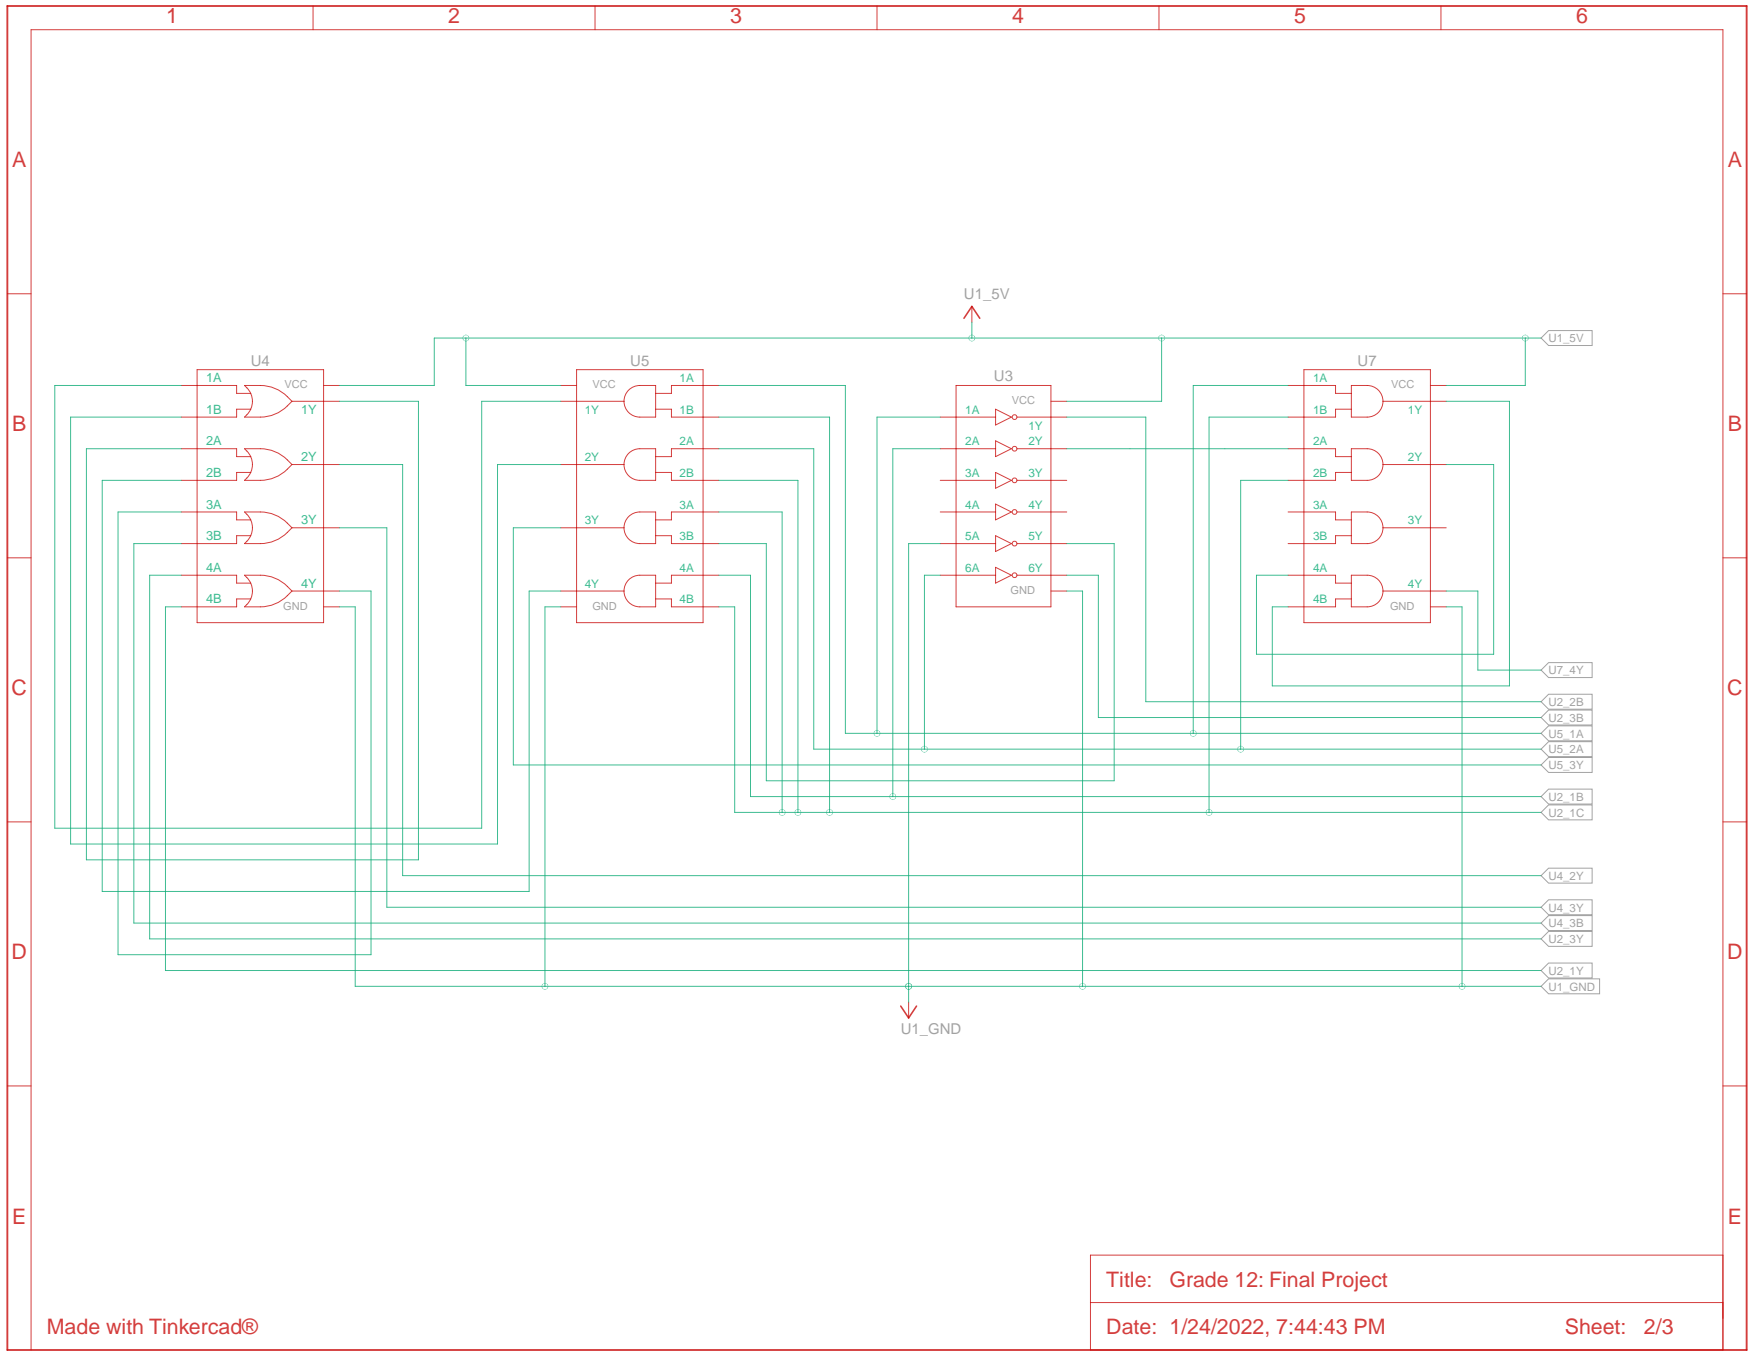 1 2 3 4 5 6
A A
U1_5V
U1_5V
U4 U5 U3 U7
1A VCC
1B 1Y
2A 2Y
2B
3A 3Y
3B
4A 4Y
4B GND
VCC 1A
1Y 1B
2Y 2A
2B
3Y 3A
3B
4Y 4A
GND 4B
VCC
1A 1Y
2A 2Y
3A 3Y
4A 4Y
5A 5Y
6A 6Y
GND
1A VCC
1B 1Y
2A 2Y
2B
3A 3Y
3B
4A 4Y
4B GND
B B
U7_4Y
C C
U2_2B
U2_3B
U5_1A
U5_2A
U5_3Y
U2_1B
U2_1C
U4_2Y
U4_3Y
U4_3B
U2_3Y
D D
U2_1Y
U1_GND
U1_GND
E E
Title: Grade 12: Final Project
Made with Tinkercad®
Date: 1/24/2022, 7:44:43 PM Sheet: 2/3